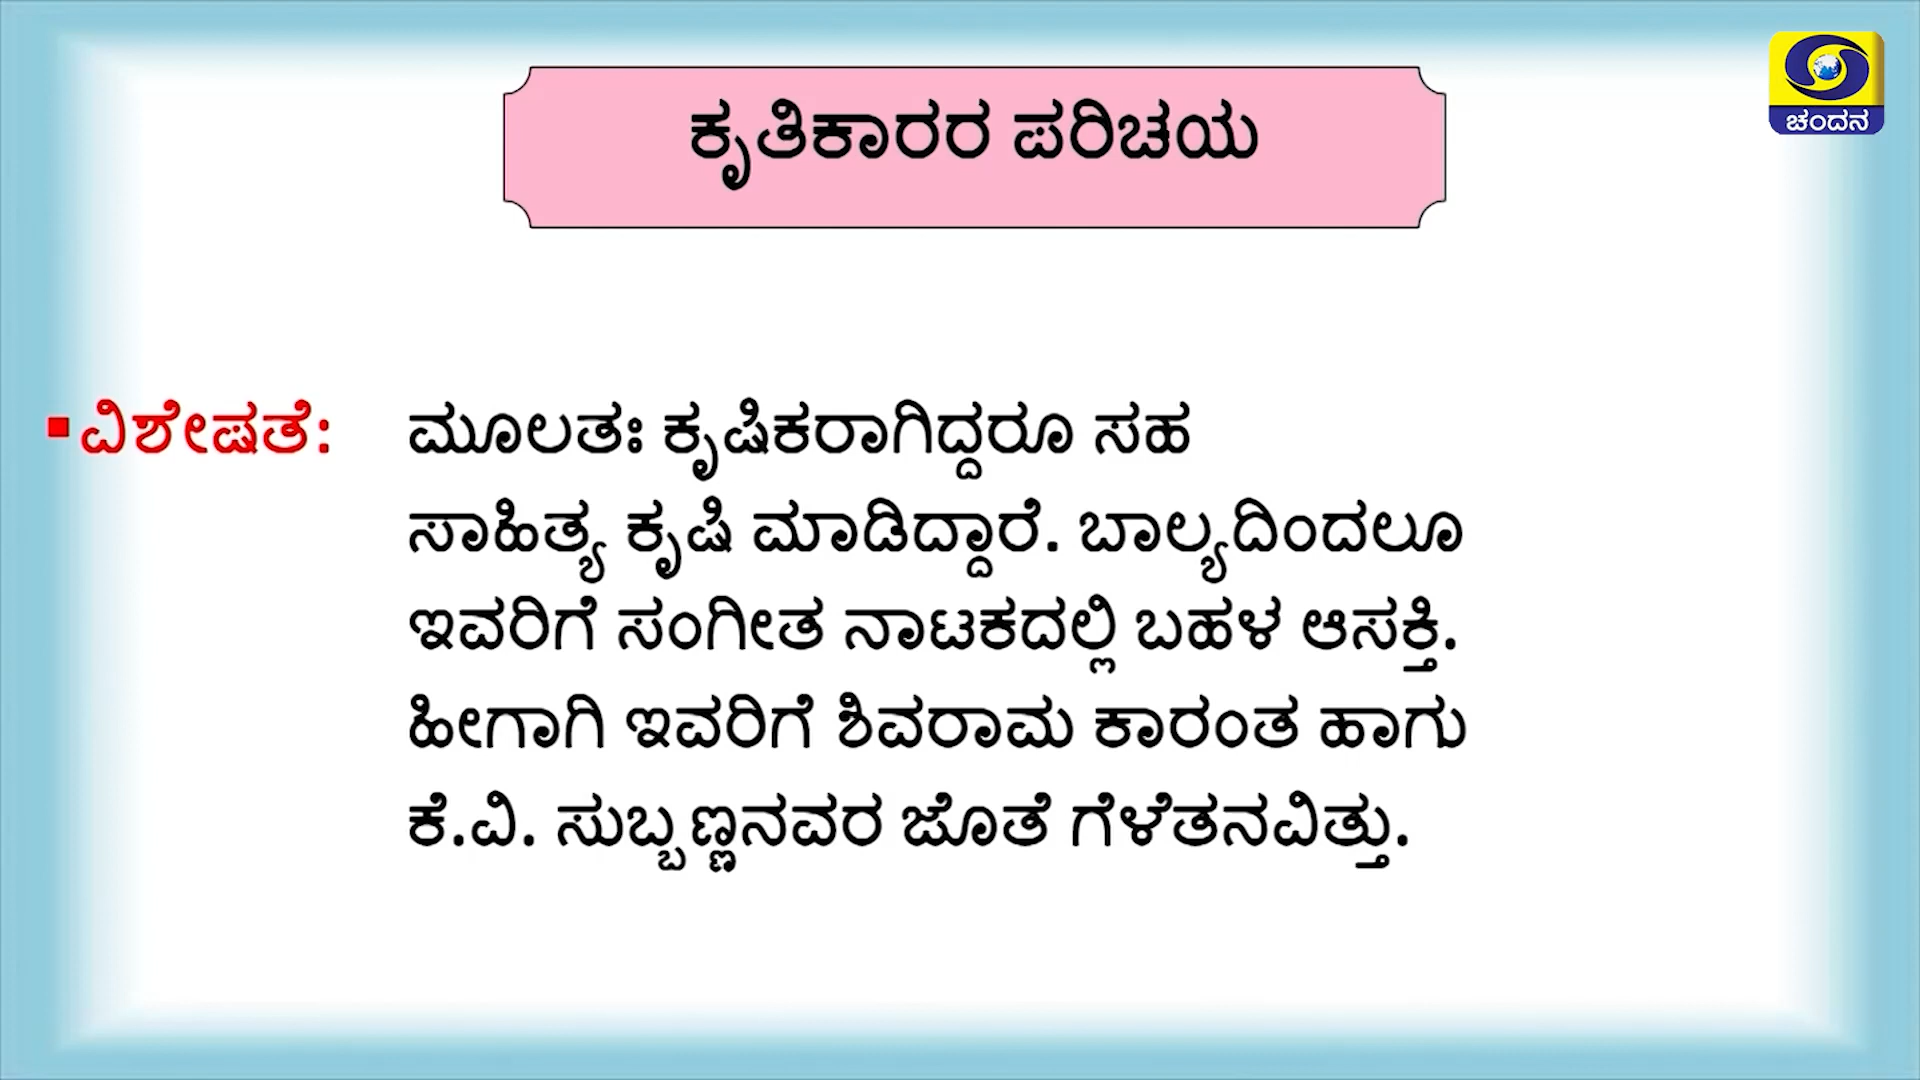 ಚಂದನ
ಕೃತಿಕಾರರ ಪರಿಚಯ
▪ವಿಶೇಷತೆ: ಮೂಲತಃ ಕೃಷಿಕರಾಗಿದ್ದರೂ ಸಹ
ಸಾಹಿತ್ಯ ಕೃಷಿ ಮಾಡಿದ್ದಾರೆ. ಬಾಲ್ಯದಿಂದಲೂ
ಇವರಿಗೆ ಸಂಗೀತ ನಾಟಕದಲ್ಲಿ ಬಹಳ ಆಸಕ್ತಿ.
ಹೀಗಾಗಿ ಇವರಿಗೆ ಶಿವರಾಮ ಕಾರಂತ ಹಾಗು
ಕೆ.ವಿ. ಸುಬ್ಬಣ್ಣನವರ ಜೊತೆ ಗೆಳೆತನವಿತ್ತು.